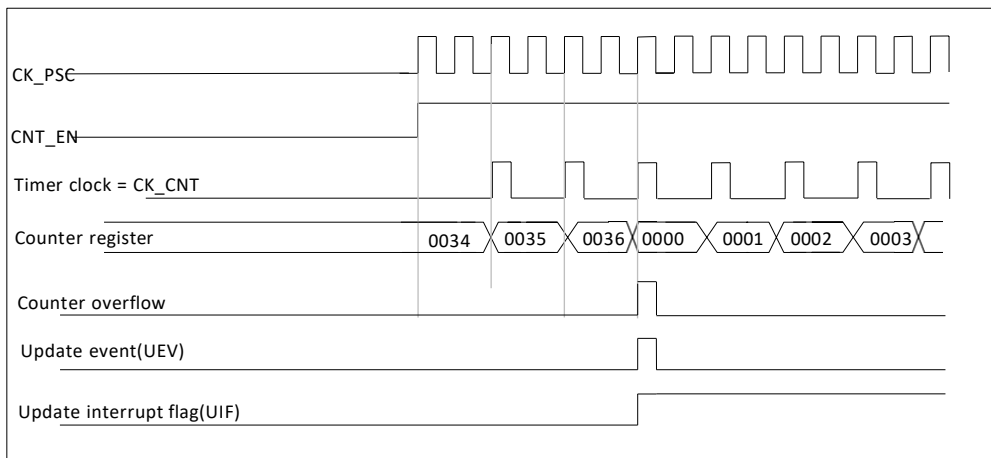 CK_PSC
CNT_EN
Timer clock = CK_CNT
Counter register
0034 0035 0036 0000 0001 0002 0003
Counter overflow
Update event(UEV)
Update interrupt flag(UIF)